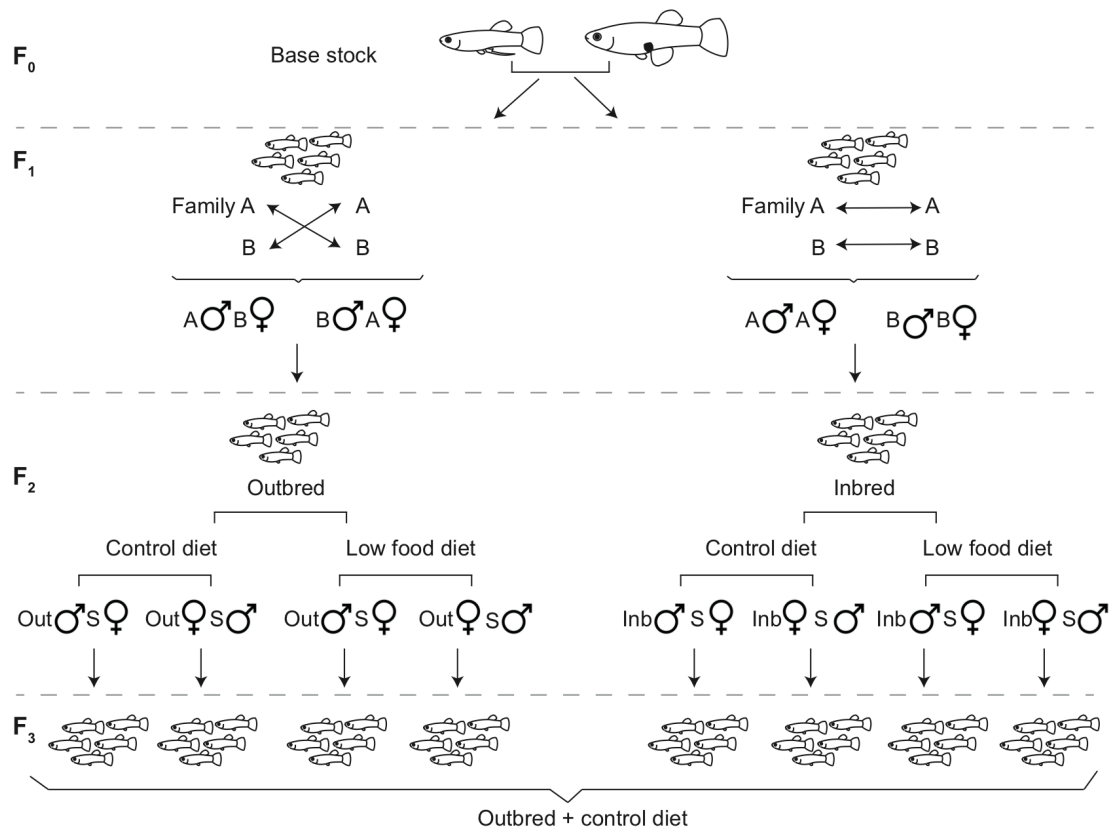 F0
Base stock
F1
Family A A
B B
Family A A
B B
A♂B♀ B♂A♀
A♂A♀ B♂B♀
F2
Outbred
Inbred
Control diet Low food diet
Control diet Low food diet
Out♂S♀ Out♀S♂ Out♂S♀ Out♀S♂
Inb♂S♀ Inb♀S♂ Inb♂S♀ Inb♀S♂
F3
Outbred + control diet